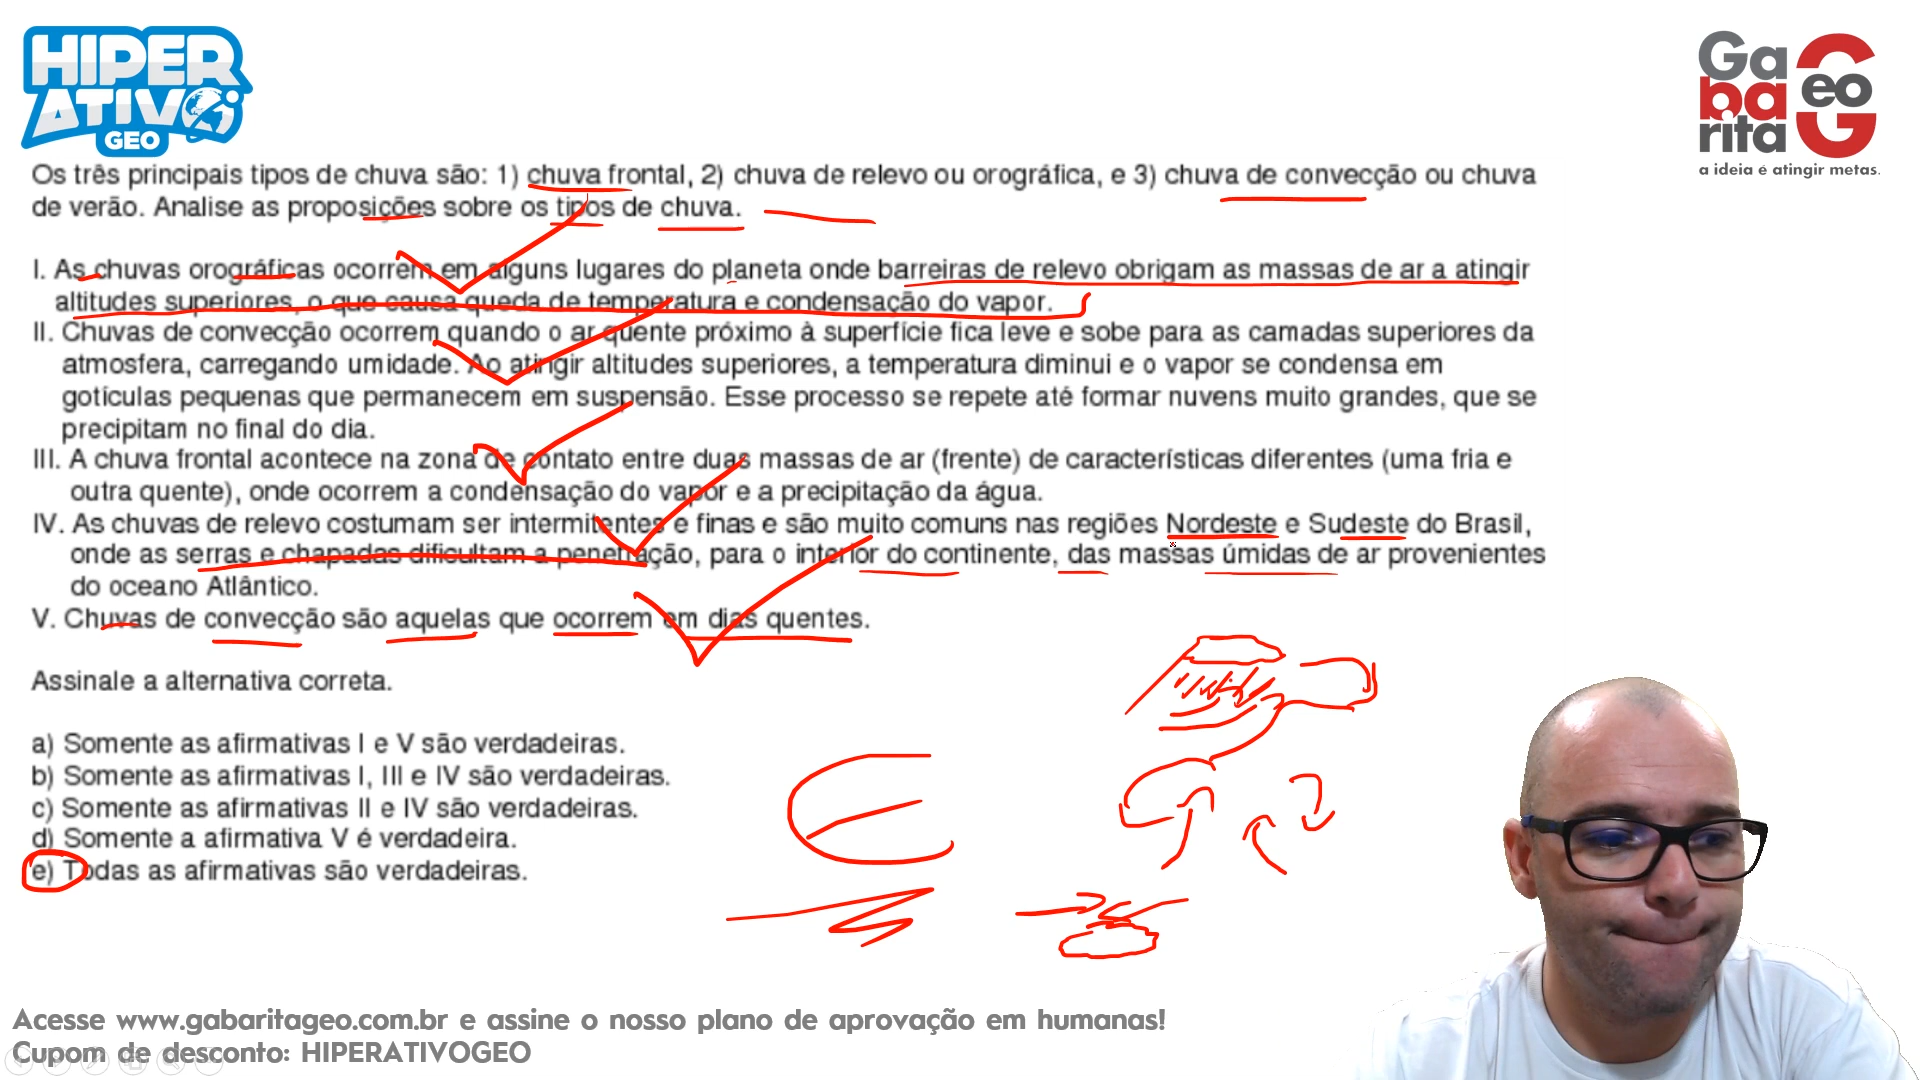 HIPER
ATIVO
GEO
Ga
ba
rita
eo
G
a ideia é atingir metas.
Os três principais tipos de chuva são: 1) chuva frontal, 2) chuva de relevo ou orográfica, e 3) chuva de convecção ou chuva
de verão. Analise as proposições sobre os tipos de chuva.
I. As chuvas orográficas ocorrem em alguns lugares do planeta onde barreiras de relevo obrigam as massas de ar a atingir
altitudes superiores, o que causa queda de temperatura e condensação do vapor.
II. Chuvas de convecção ocorrem quando o ar quente próximo à superfície fica leve e sobe para as camadas superiores da
atmosfera, carregando umidade. Ao atingir altitudes superiores, a temperatura diminui e o vapor se condensa em
gotículas pequenas que permanecem em suspensão. Esse processo se repete até formar nuvens muito grandes, que se
precipitam no final do dia.
III. A chuva frontal acontece na zona de contato entre duas massas de ar (frente) de características diferentes (uma fria e
outra quente), onde ocorrem a condensação do vapor e a precipitação da água.
IV. As chuvas de relevo costumam ser intermitentes e finas e são muito comuns nas regiões Nordeste e Sudeste do Brasil,
onde as serras e chapadas dificultam a penetração, para o interior do continente, das massas úmidas de ar provenientes
do oceano Atlântico.
V. Chuvas de convecção são aquelas que ocorrem em dias quentes.
Assinale a alternativa correta.
a) Somente as afirmativas I e V são verdadeiras.
b) Somente as afirmativas I, III e IV são verdadeiras.
c) Somente as afirmativas II e IV são verdadeiras.
d) Somente a afirmativa V é verdadeira.
e) Todas as afirmativas são verdadeiras.
Acesse www.gabaritageo.com.br e assine o nosso plano de aprovação em humanas!
Cupom de desconto: HIPERATIVOGEO